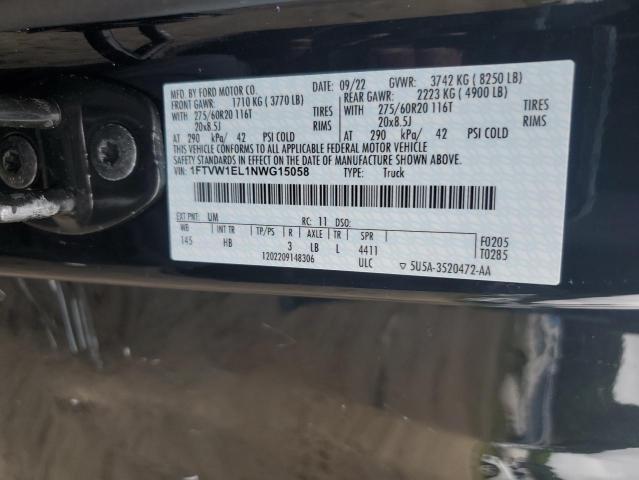 MFD. BY FORD MOTOR CO. 09/22 GVWR: 3742 KG ( 8250 LB)
FRONT GAWR: 1710 KG ( 3770 LB) REAR GAWR: 2223 KG ( 4900 LB)
WITH 275/60R20 116T TIRES WITH 275/60R20 116T TIRES
20x8.5J RIMS 20x8.5J RIMS
AT 290 kPa/ 42 PSI COLD AT 290 kPa/ 42 PSI COLD
THIS VEHICLE CONFORMS TO ALL APPLICABLE FEDERAL MOTOR VEHICLE
SAFETY STANDARDS IN EFFECT ON THE DATE OF MANUFACTURE SHOWN ABOVE.
VIN: 1FTVW1EL1NWG15058 TYPE: Truck
EXT PNT: UM RC: 11 DSO:
WB INT TR TP/PS R AXLE TR SPR F0205
145 HB 3 LB L 4411 T0285
1202209148306 ULC ▽ 5U5A-3520472-AA